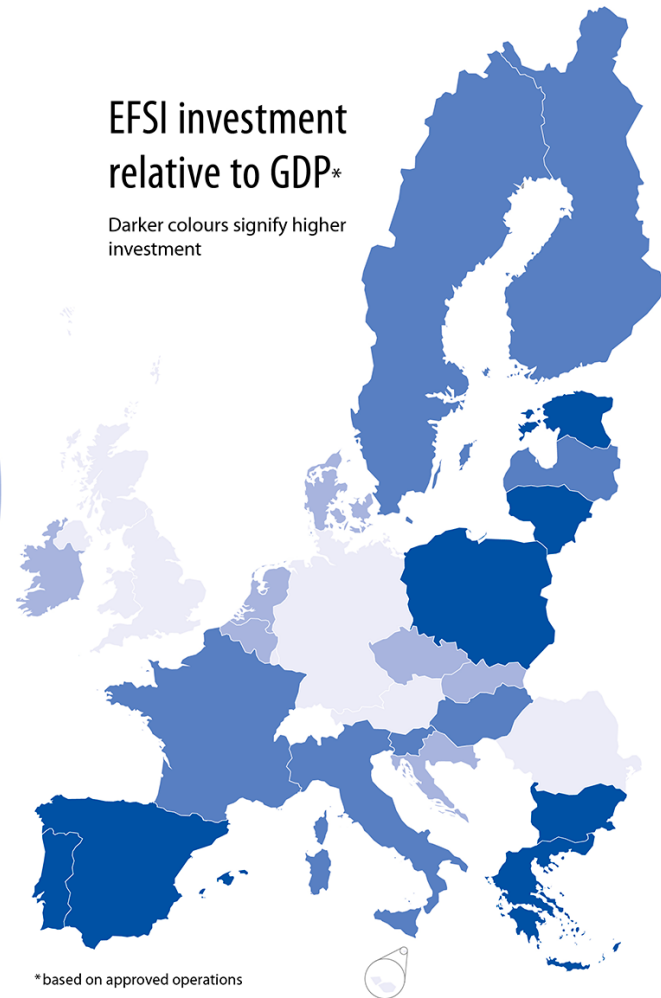 EFSI investment
relative to GDP*
Darker colours signify higher
investment
*based on approved operations